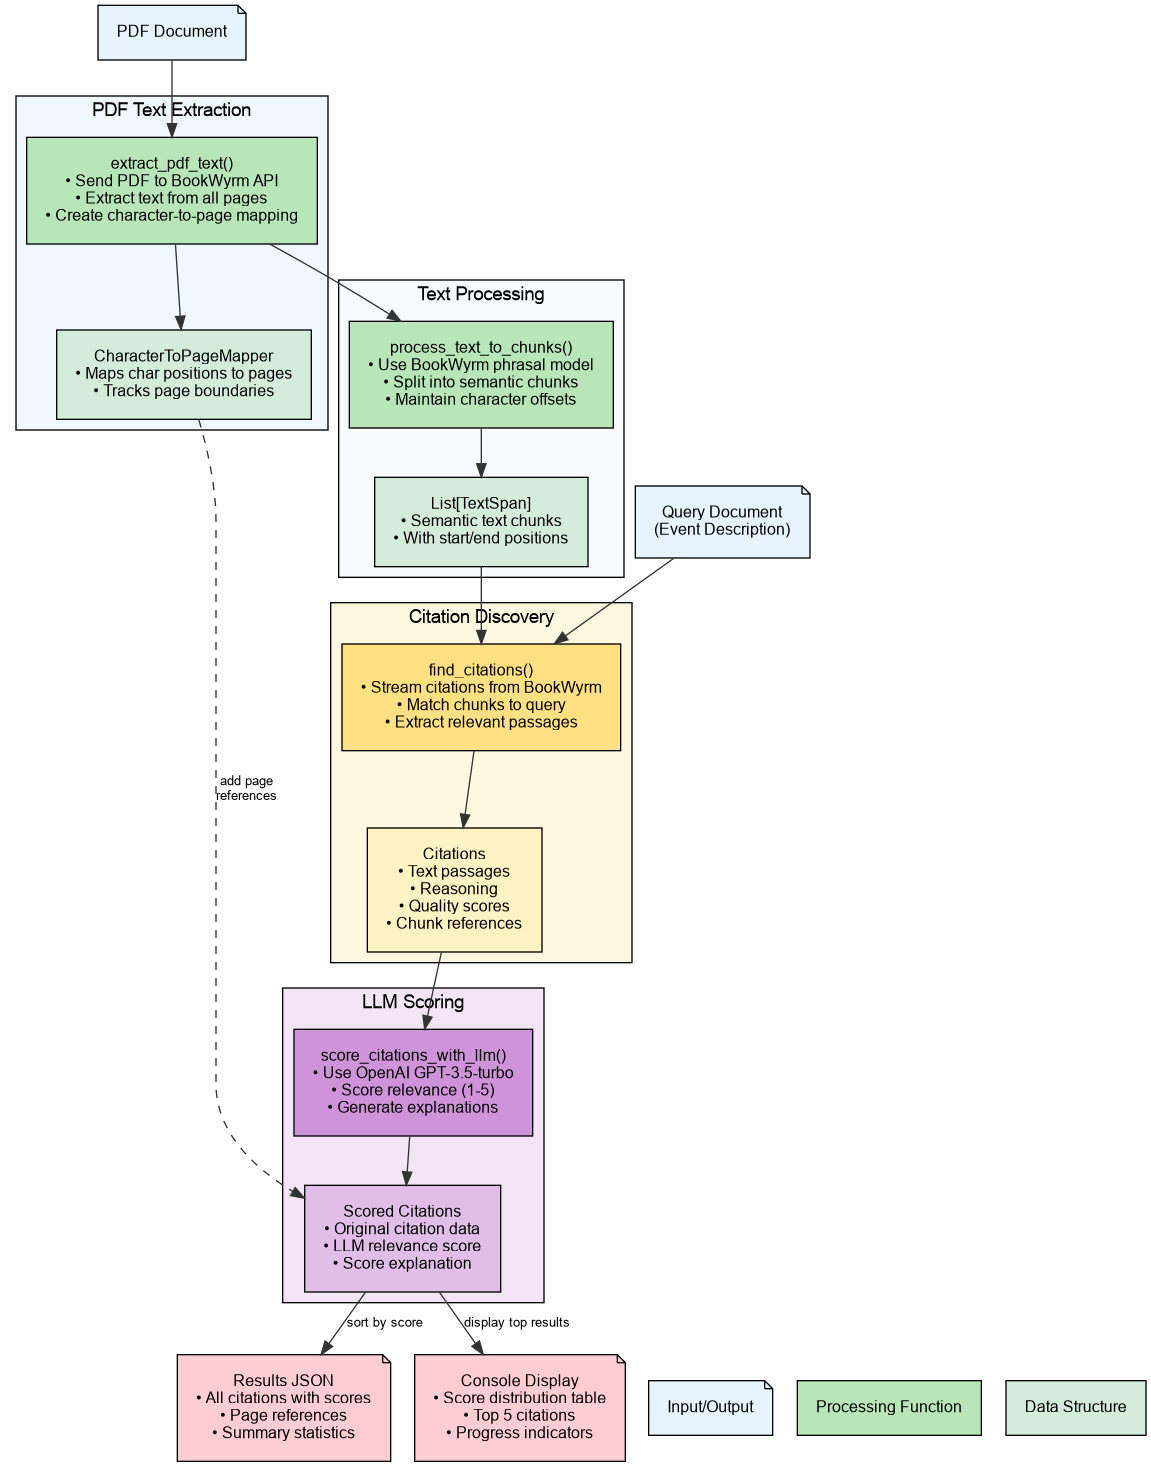 PDF Document
PDF Text Extraction
extract_pdf_text()
• Send PDF to BookWyrm API
• Extract text from all pages
• Create character-to-page mapping
CharacterToPageMapper
• Maps char positions to pages
• Tracks page boundaries
Text Processing
process_text_to_chunks()
• Use BookWyrm phrasal model
• Split into semantic chunks
• Maintain character offsets
List[TextSpan]
• Semantic text chunks
• With start/end positions
Query Document
(Event Description)
Citation Discovery
find_citations()
• Stream citations from BookWyrm
• Match chunks to query
• Extract relevant passages
add page
references
Citations
• Text passages
• Reasoning
• Quality scores
• Chunk references
LLM Scoring
score_citations_with_llm()
• Use OpenAI GPT-3.5-turbo
• Score relevance (1-5)
• Generate explanations
Scored Citations
• Original citation data
• LLM relevance score
• Score explanation
sort by score
display top results
Results JSON
• All citations with scores
• Page references
• Summary statistics
Console Display
• Score distribution table
• Top 5 citations
• Progress indicators
Input/Output
Processing Function
Data Structure